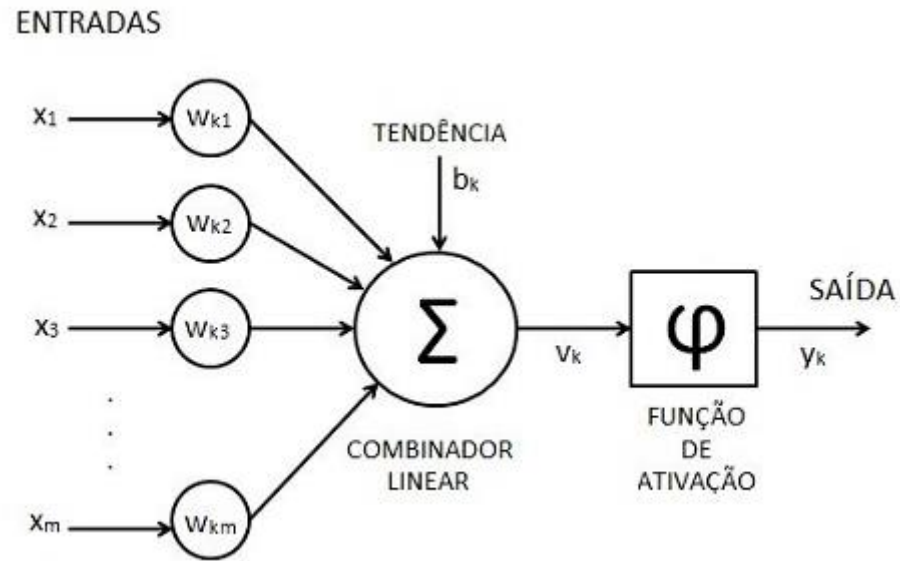 ENTRADAS
x1
wk1
TENDÊNCIA
bk
x2
wk2
x3
wk3
Σ
vk
φ
SAÍDA
yk
.
.
.
COMBINADOR
LINEAR
FUNÇÃO
DE
ATIVAÇÃO
xm
wkm